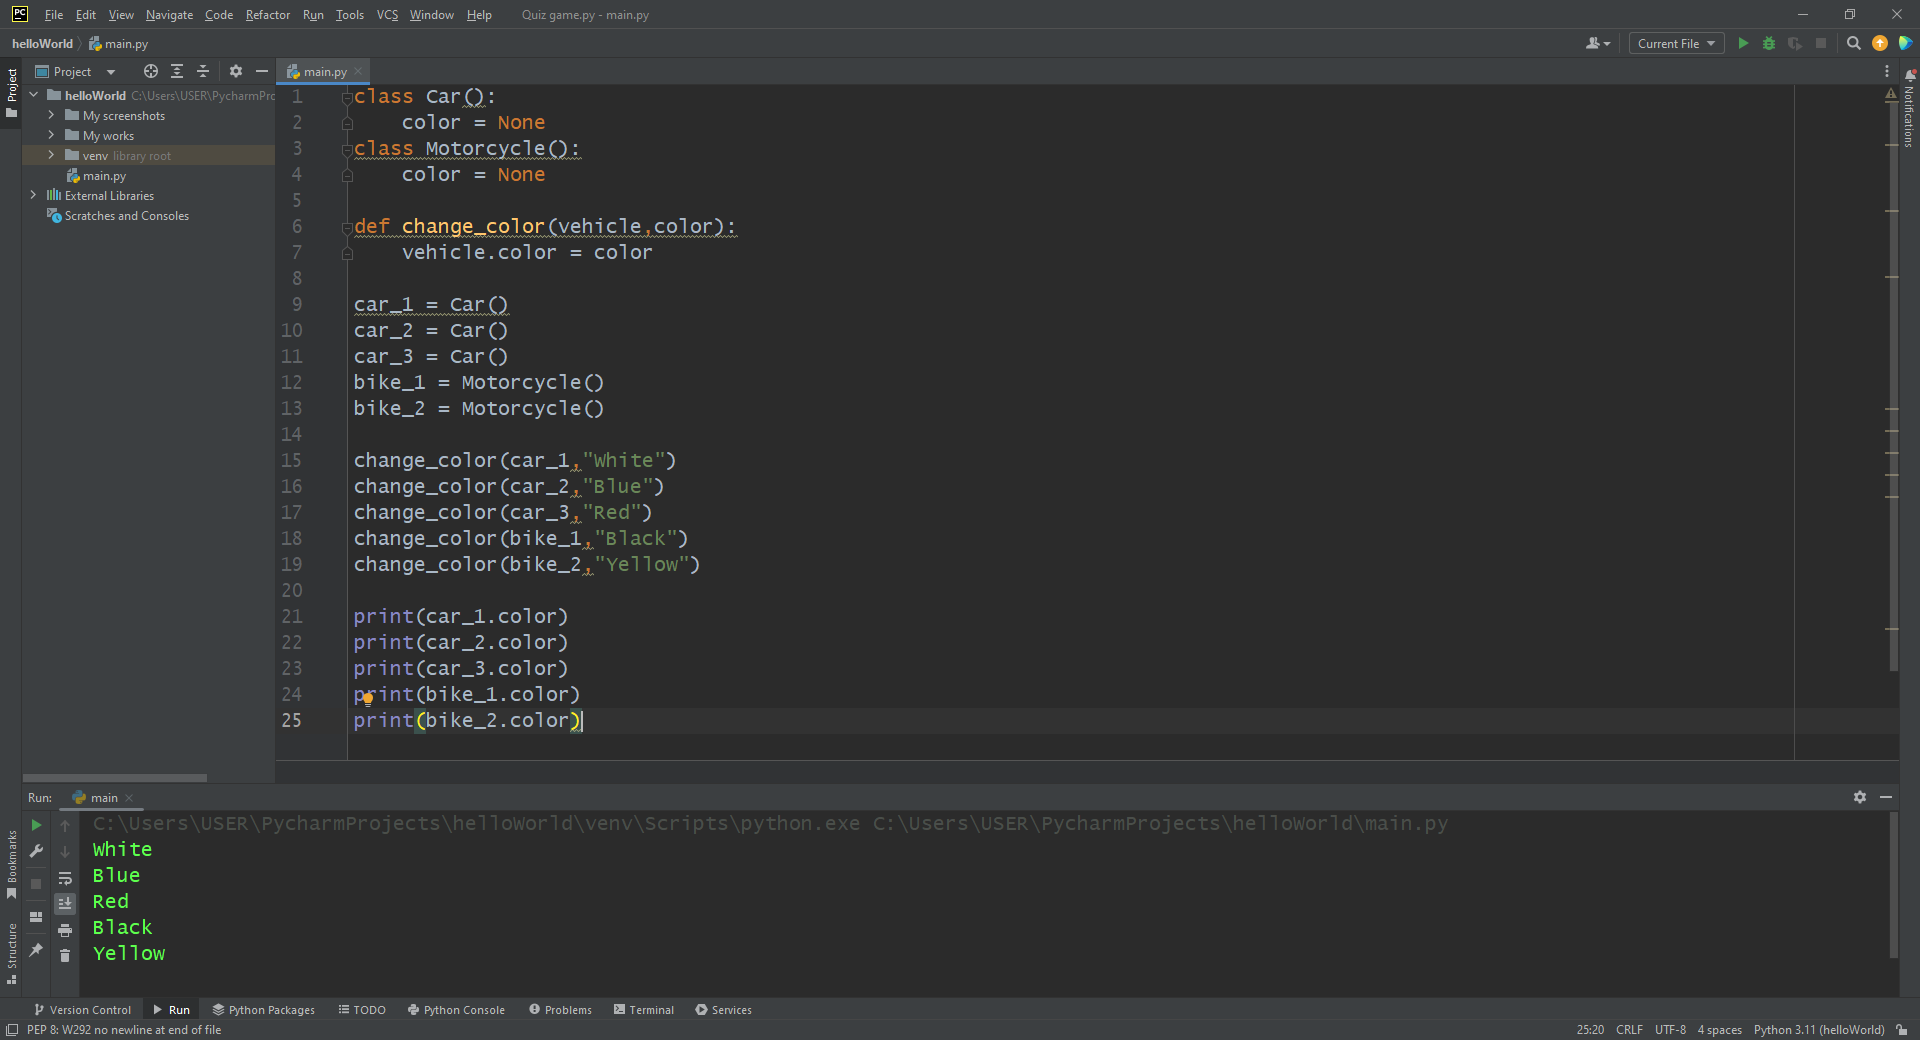 PC File Edit View Navigate Code Refactor Run Tools VCS Window Help Quiz game.py - main.py
helloWorld main.py Current File
Project main.py
Project
helloWorld C:\Users\USER\PycharmPro
My screenshots
My works
venv library root
main.py
External Libraries
Scratches and Consoles
1 class Car():
2     color = None
3 class Motorcycle():
4     color = None
5
6 def change_color(vehicle,color):
7     vehicle.color = color
8
9 car_1 = Car()
10 car_2 = Car()
11 car_3 = Car()
12 bike_1 = Motorcycle()
13 bike_2 = Motorcycle()
14
15 change_color(car_1,"White")
16 change_color(car_2,"Blue")
17 change_color(car_3,"Red")
18 change_color(bike_1,"Black")
19 change_color(bike_2,"Yellow")
20
21 print(car_1.color)
22 print(car_2.color)
23 print(car_3.color)
24 print(bike_1.color)
25 print(bike_2.color)
Notifications
Run: main
C:\Users\USER\PycharmProjects\helloWorld\venv\Scripts\python.exe C:\Users\USER\PycharmProjects\helloWorld\main.py
White
Blue
Red
Black
Yellow
Bookmarks
Structure
Version Control Run Python Packages TODO Python Console Problems Terminal Services
PEP 8: W292 no newline at end of file 25:20 CRLF UTF-8 4 spaces Python 3.11 (helloWorld)